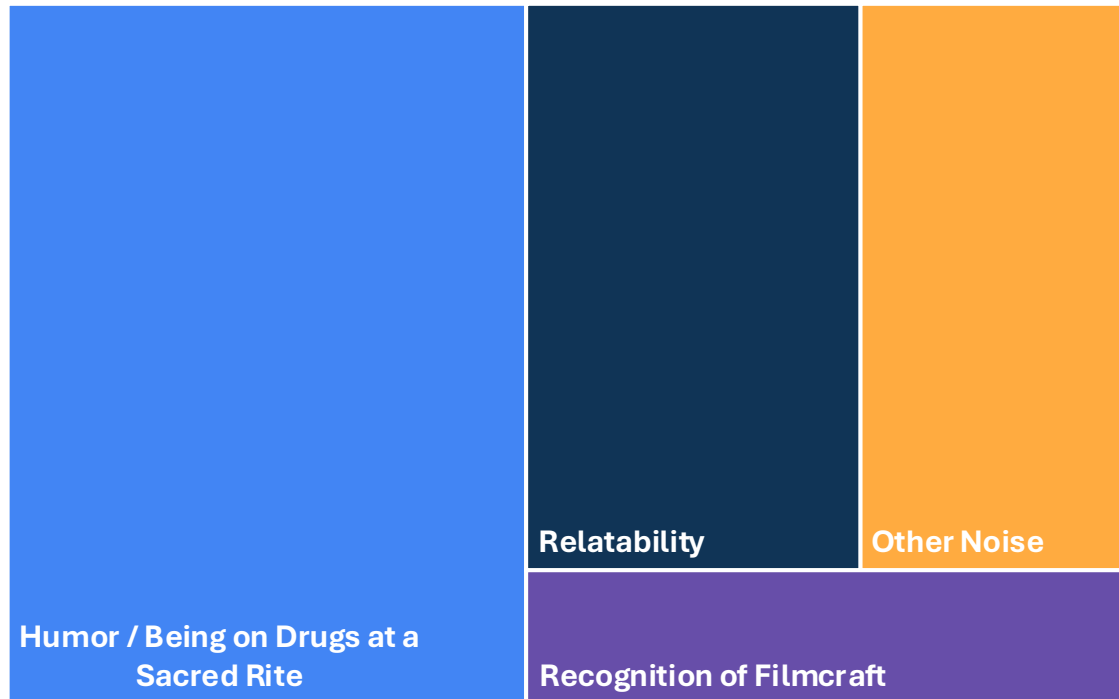 Relatability
Other Noise
Humor / Being on Drugs at a
Sacred Rite
Recognition of Filmcraft